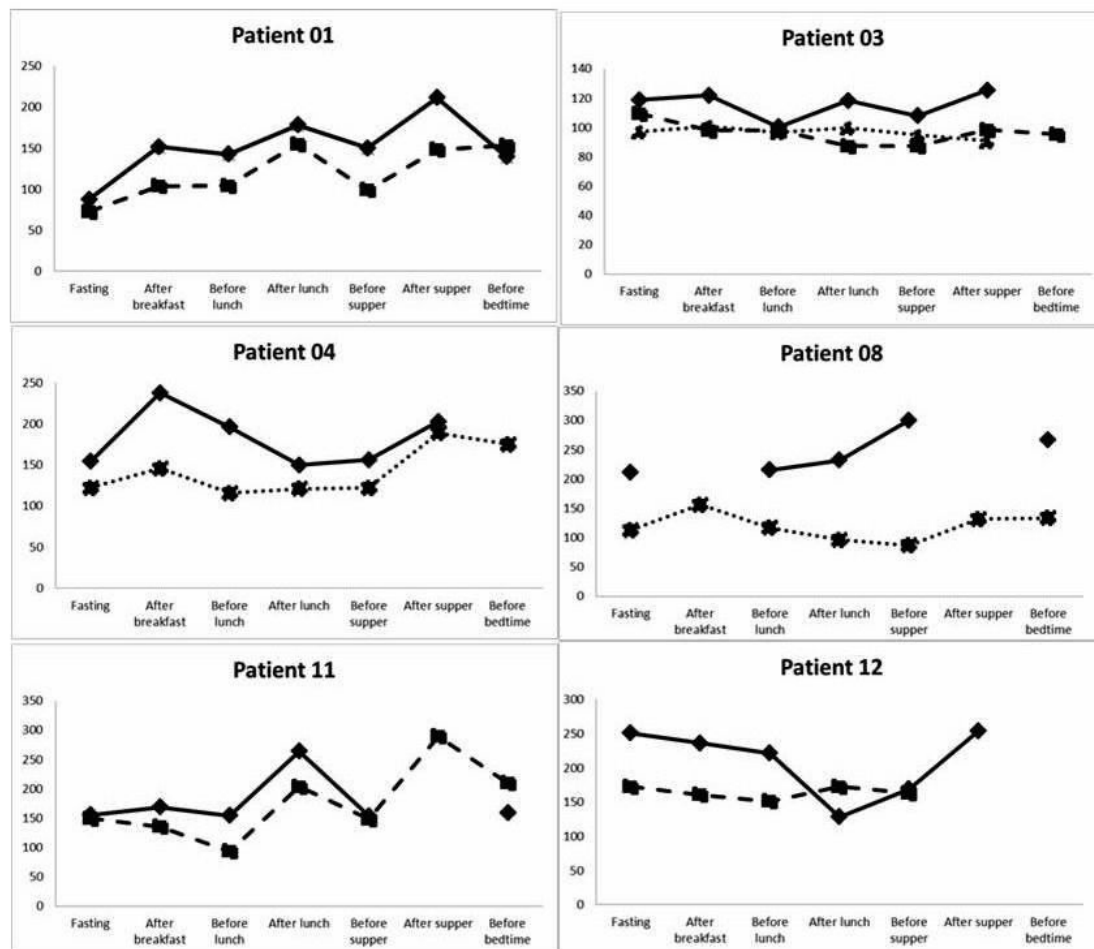 Patient 01
250
200
150
100
50
0
Fasting
After
breakfast
Before
lunch
After lunch
Before
supper
After supper
Before
bedtime
Patient 03
140
120
100
80
60
40
20
0
Fasting
After
breakfast
Before
lunch
After lunch
Before
supper
After supper
Before
bedtime
Patient 04
250
200
150
100
50
0
Fasting
After
breakfast
Before
lunch
After lunch
Before
supper
After supper
Before
bedtime
Patient 08
350
300
250
200
150
100
50
0
Fasting
After
breakfast
Before
lunch
After lunch
Before
supper
After supper
Before
bedtime
Patient 11
350
300
250
200
150
100
50
0
Fasting
After
breakfast
Before
lunch
After lunch
Before
supper
After supper
Before
bedtime
Patient 12
300
250
200
150
100
50
0
Fasting
After
breakfast
Before
lunch
After lunch
Before
supper
After supper
Before
bedtime